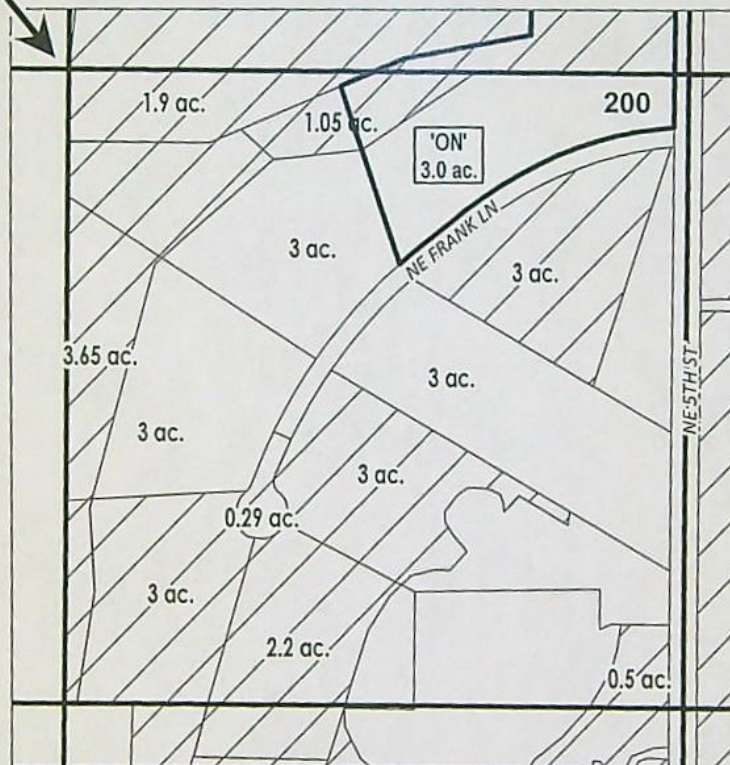 1.9 ac.
1.05 ac.
200
'ON'
3.0 ac.
3 ac.
NE FRANK LN
3 ac.
3.65 ac.
3 ac.
NE 5TH ST
3 ac.
3 ac.
0.29 ac.
3 ac.
2.2 ac.
0.5 ac.